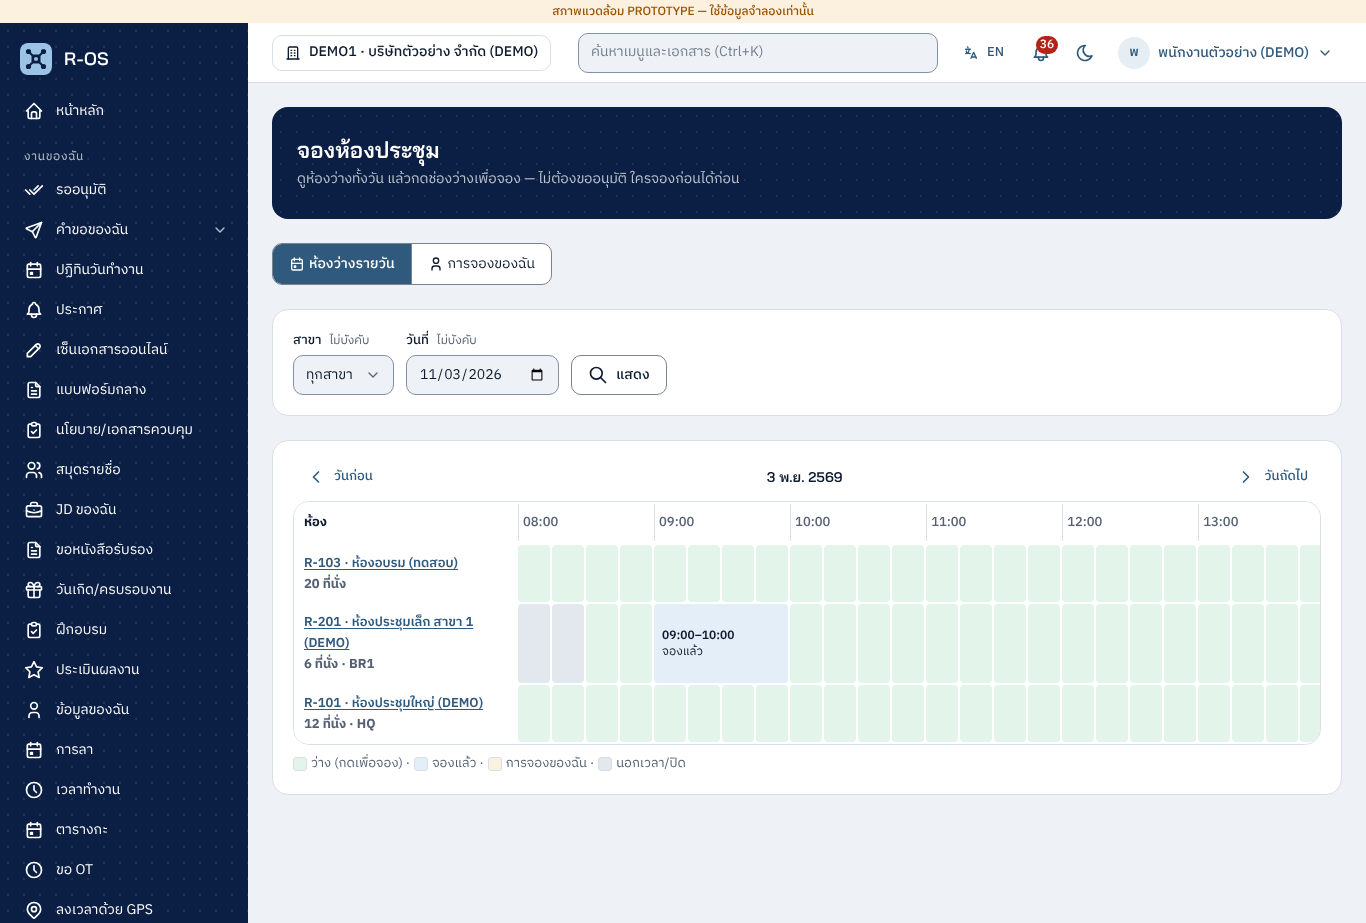 สภาพแวดล้อม PROTOTYPE — ใช้ข้อมูลจำลองเท่านั้น
R-OS
DEMO1 · บริษัทตัวอย่าง จำกัด (DEMO)
ค้นหาเมนูและเอกสาร (Ctrl+K)
EN
36
พ
พนักงานตัวอย่าง (DEMO)
หน้าหลัก
งานของฉัน
รออนุมัติ
คำขอของฉัน
ปฏิทินวันทำงาน
ประกาศ
เซ็นเอกสารออนไลน์
แบบฟอร์มกลาง
นโยบาย/เอกสารควบคุม
สมุดรายชื่อ
JD ของฉัน
ขอหนังสือรับรอง
วันเกิด/ครบรอบงาน
ฝึกอบรม
ประเมินผลงาน
ข้อมูลของฉัน
การลา
เวลาทำงาน
ตารางกะ
ขอ OT
ลงเวลาด้วย GPS
จองห้องประชุม
ดูห้องว่างทั้งวัน แล้วกดช่องว่างเพื่อจอง — ไม่ต้องขออนุมัติ ใครจองก่อนได้ก่อน
ห้องว่างรายวัน
การจองของฉัน
สาขา ไม่บังคับ
วันที่ ไม่บังคับ
ทุกสาขา
11/03/2026
แสดง
วันก่อน
3 พ.ย. 2569
วันถัดไป
ห้อง 08:00 09:00 10:00 11:00 12:00 13:00
R-103 · ห้องอบรม (ทดสอบ)
20 ที่นั่ง
R-201 · ห้องประชุมเล็ก สาขา 1
(DEMO)
6 ที่นั่ง · BR1
09:00–10:00
จองแล้ว
R-101 · ห้องประชุมใหญ่ (DEMO)
12 ที่นั่ง · HQ
ว่าง (กดเพื่อจอง) · จองแล้ว · การจองของฉัน · นอกเวลา/ปิด